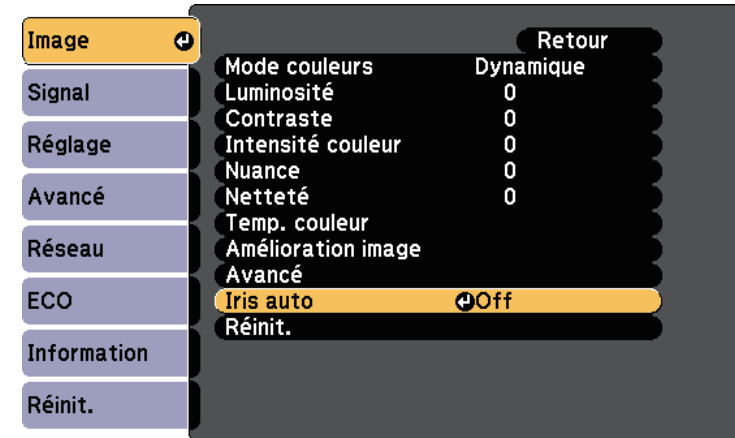 Image
Signal
Réglage
Avancé
Réseau
ECO
Information
Réinit.
Retour
Mode couleurs Dynamique
Luminosité 0
Contraste 0
Intensité couleur 0
Nuance 0
Netteté 0
Temp. couleur
Amélioration image
Avancé
Iris auto Off
Réinit.